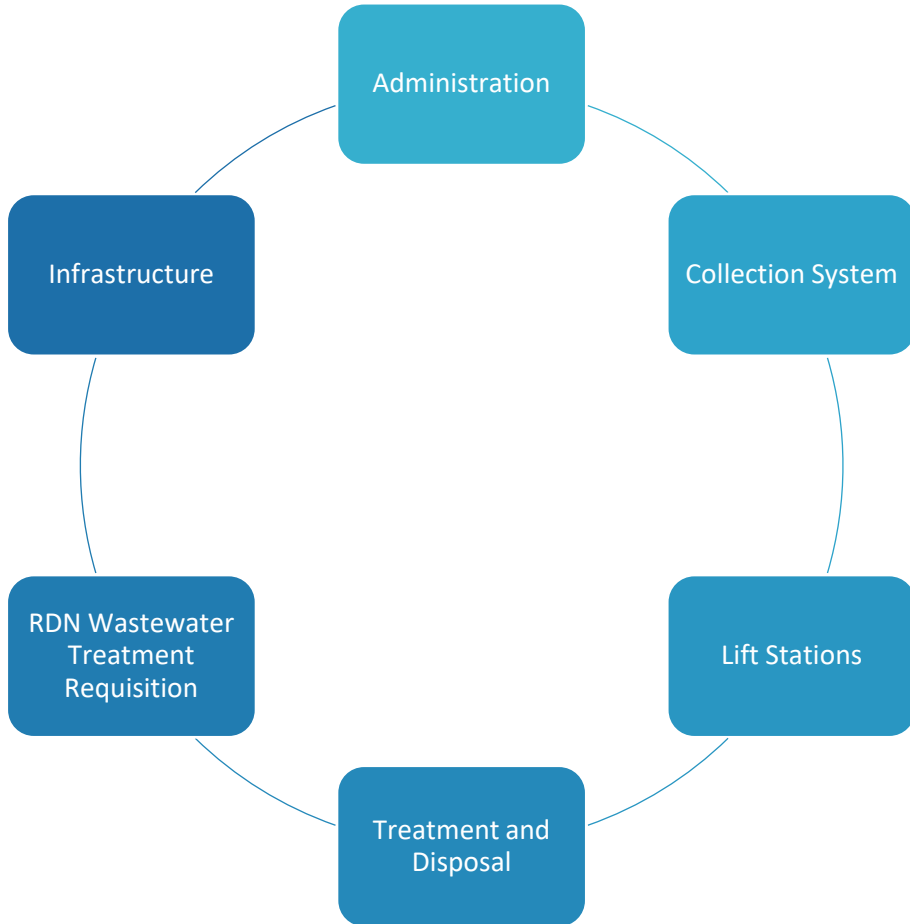 Administration
Collection System
Lift Stations
Treatment and
Disposal
RDN Wastewater
Treatment
Requisition
Infrastructure